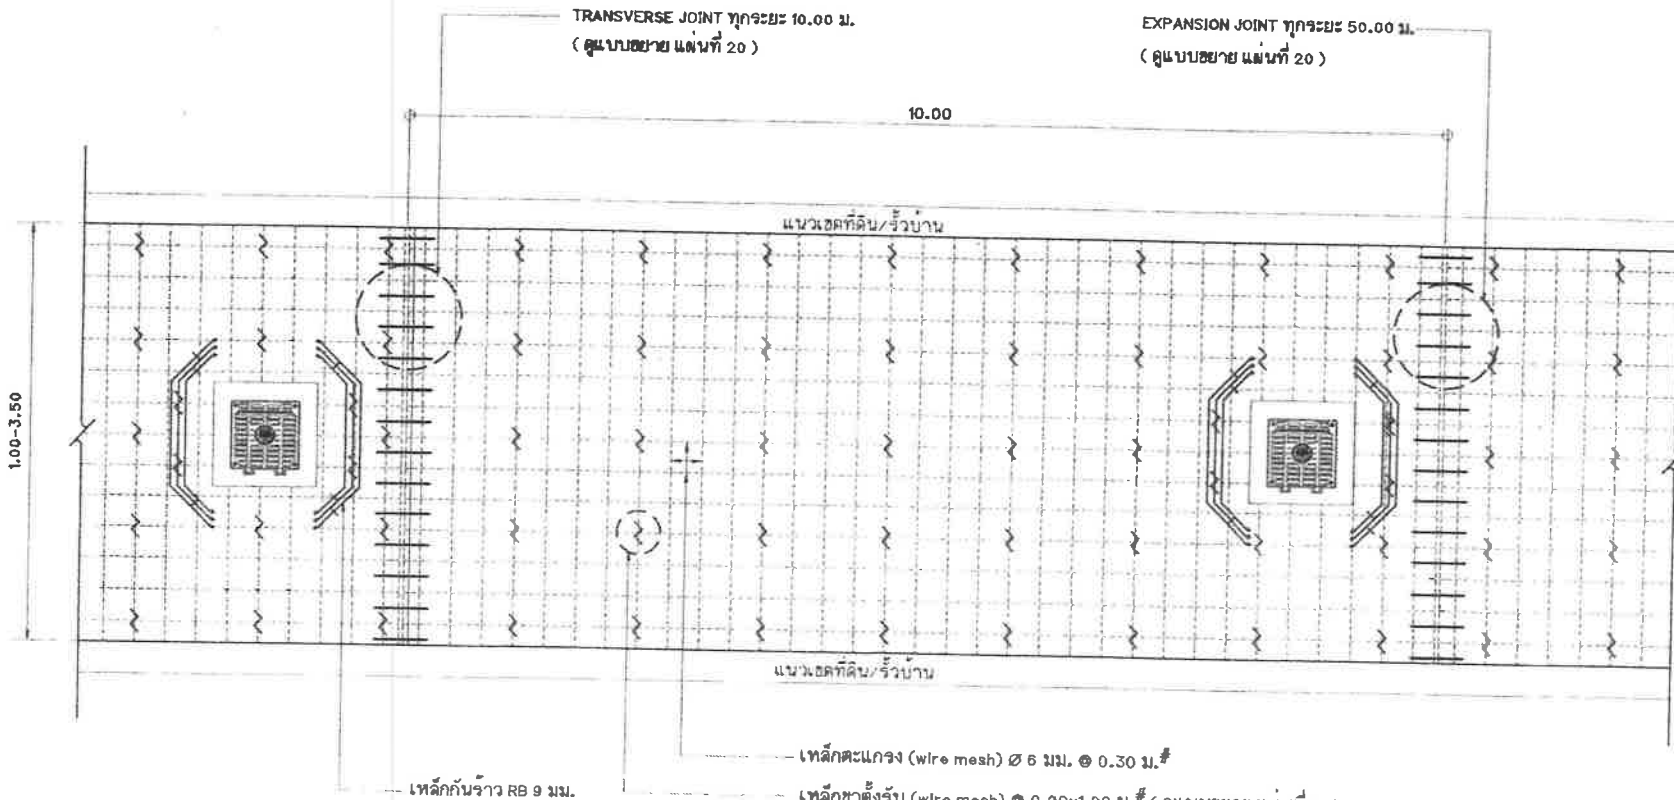 TRANSVERSE JOINT ทุกระยะ 10.00 ม.
( ดูแบบขยาย แผ่นที่ 20 )
EXPANSION JOINT ทุกระยะ 50.00 ม.
( ดูแบบขยาย แผ่นที่ 20 )
10.00
แนวเขตที่ดิน/รั้วบ้าน
1.00-3.50
แนวเขตที่ดิน/รั้วบ้าน
เหล็กตะแกรง (wire mesh) Ø 6 มม. @ 0.30 ม.#
เหล็กกันร้าว RB 9 มม.
เหล็กขาตั้งรับ (wire mesh) @